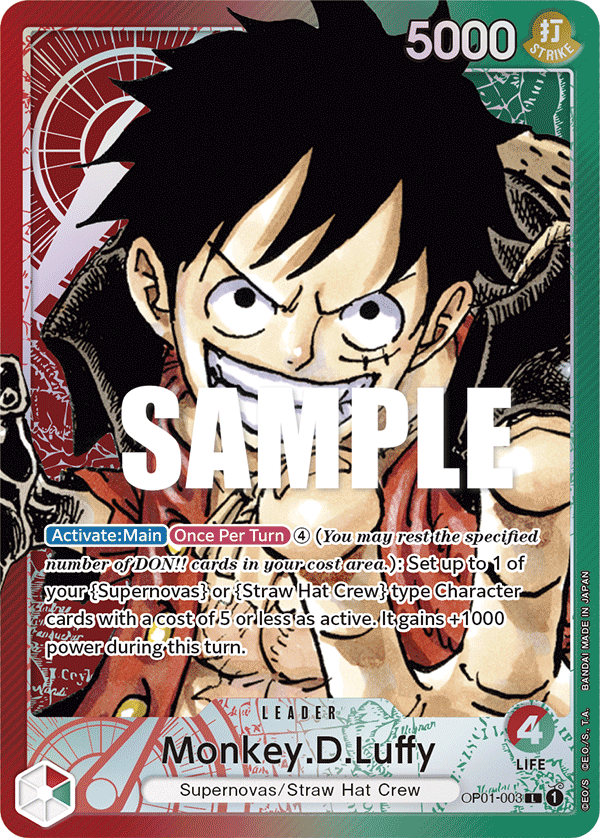 5000
打
STRIKE
SAMPLE
Activate:Main Once Per Turn ④ (You may rest the specified
number of DON!! cards in your cost area.): Set up to 1 of
your {Supernovas} or {Straw Hat Crew} type Character
cards with a cost of 5 or less as active. It gains +1000
power during this turn.
©E.O/S ©E.O./S., T.A. BANDAI MADE IN JAPAN
LEADER
Monkey.D.Luffy
Supernovas/Straw Hat Crew
4
LIFE
OP01-003 L 1